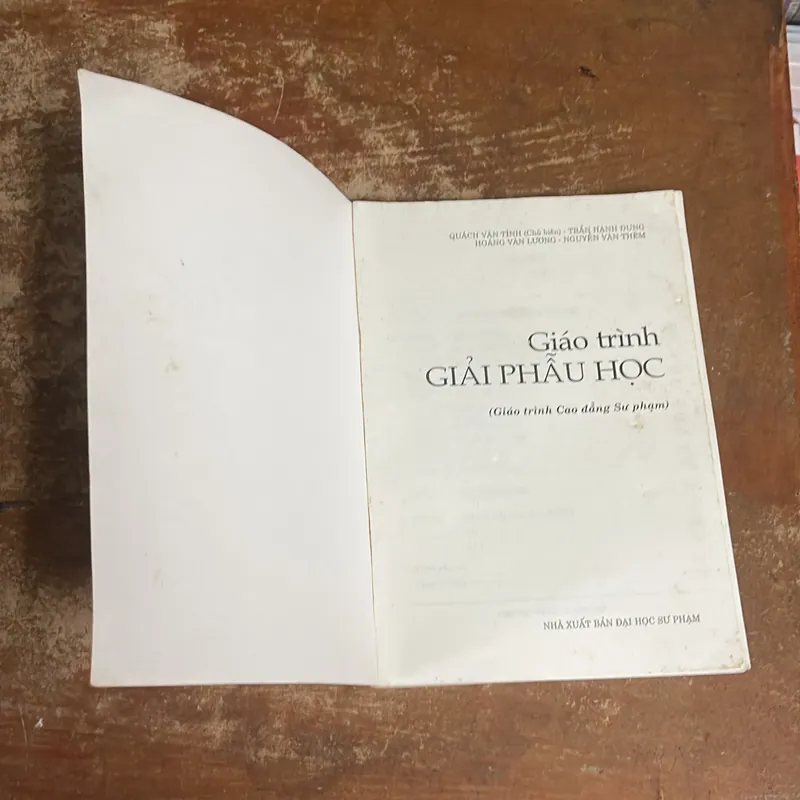 QUÁCH VĂN TỈNH (Chủ biên) - TRẦN HẠNH DUNG
HOÀNG VĂN LƯƠNG - NGUYỄN VĂN THÊM
Giáo trình
GIẢI PHẪU HỌC
(Giáo trình Cao đẳng Sư phạm)
NHÀ XUẤT BẢN ĐẠI HỌC SƯ PHẠM